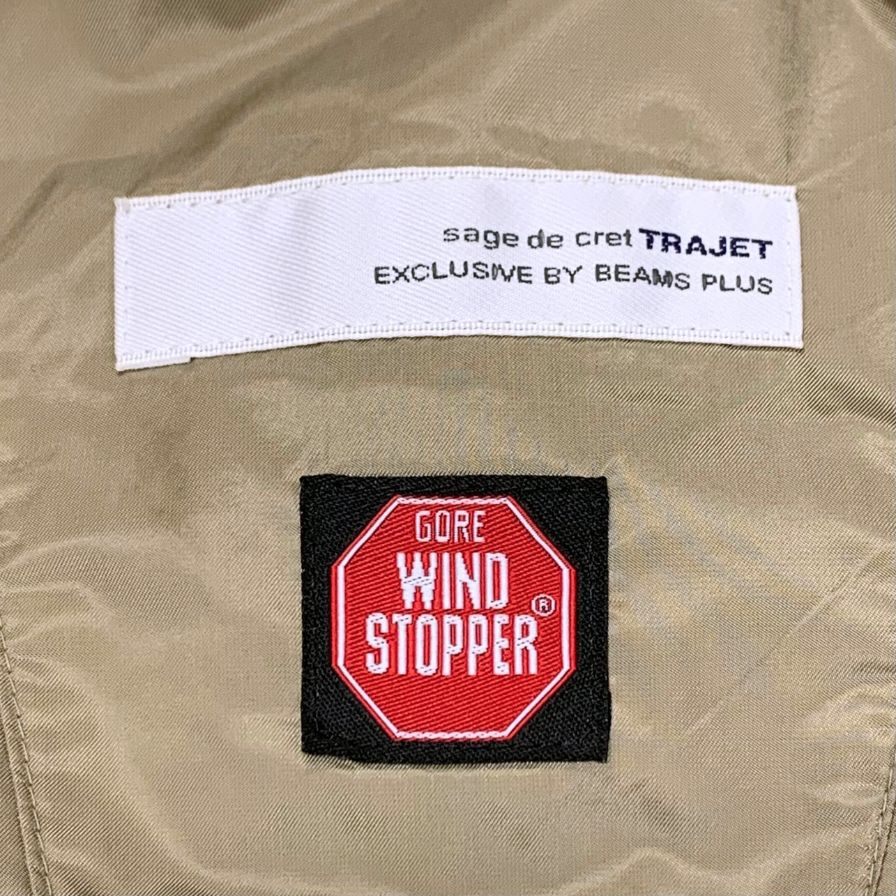 sage de cret TRAJET
EXCLUSIVE BY BEAMS PLUS
GORE
WIND
STOPPER®